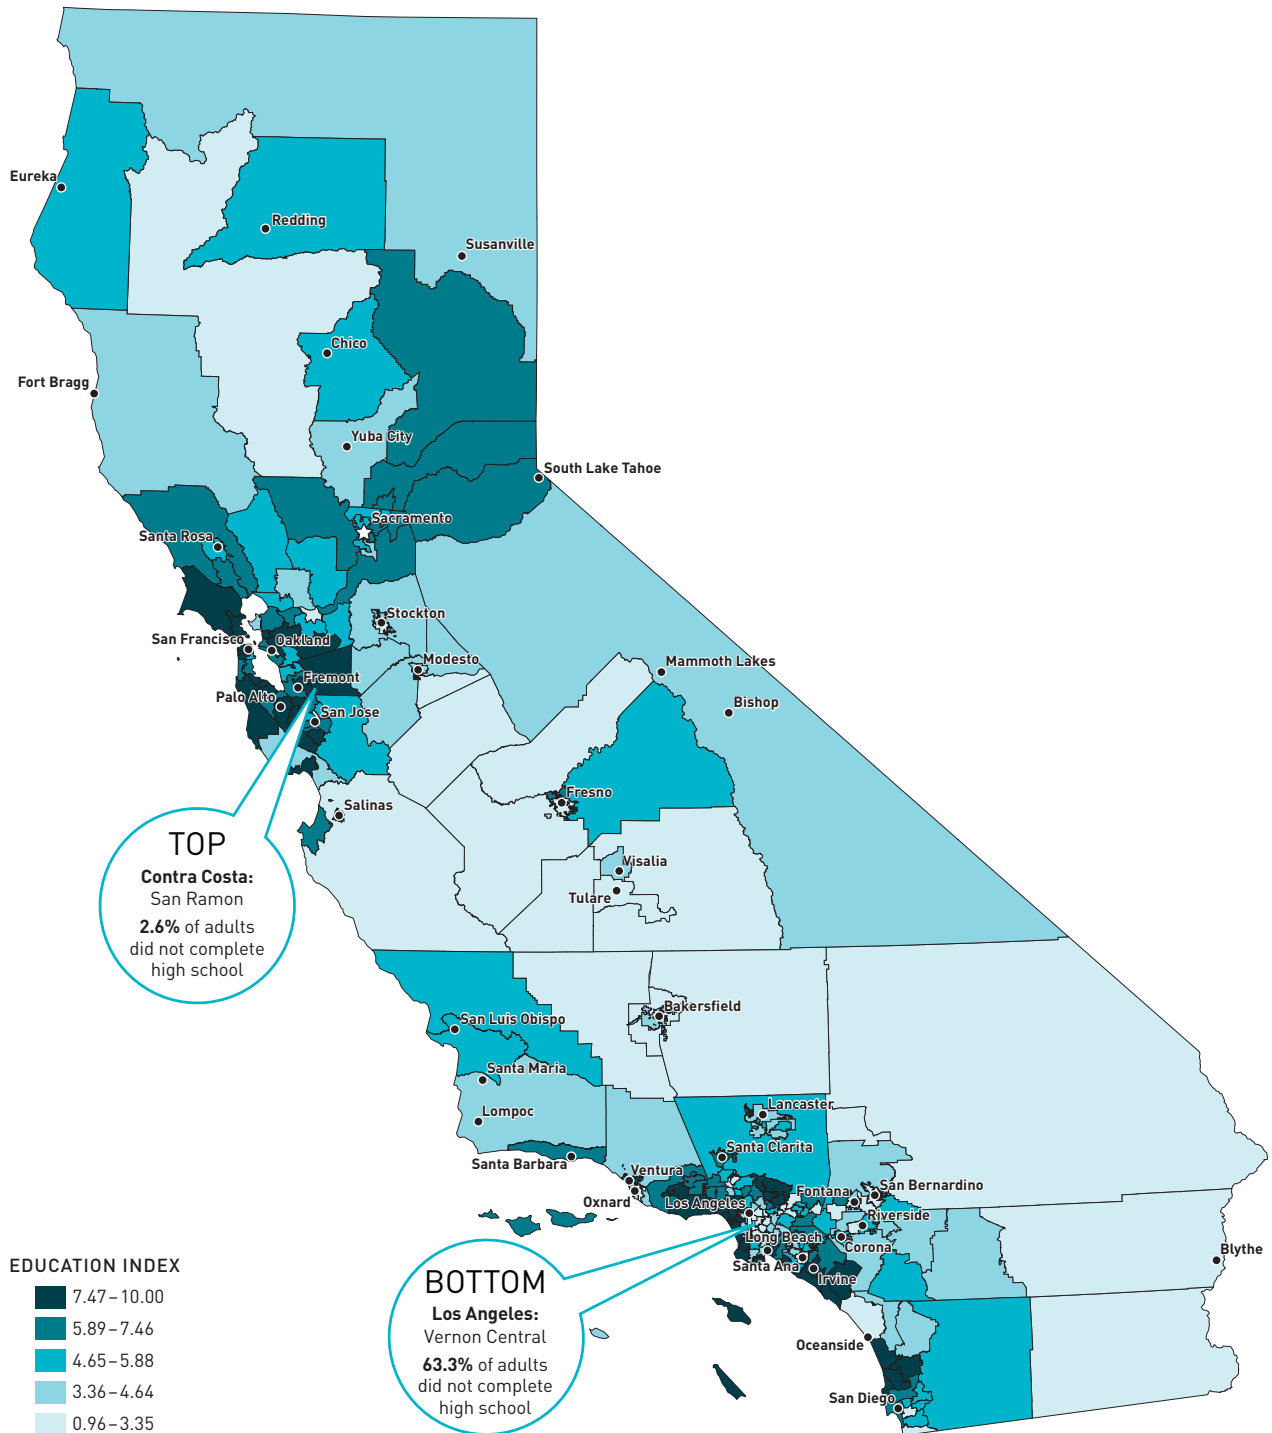 Eureka
Redding
Susanville
Chico
Fort Bragg
Yuba City
South Lake Tahoe
Sacramento
Santa Rosa
Stockton
San Francisco
Oakland
Modesto
Mammoth Lakes
Fremont
Palo Alto
Bishop
San Jose
Fresno
Salinas
TOP
Contra Costa:
San Ramon
2.6% of adults
did not complete
high school
Visalia
Tulare
Bakersfield
San Luis Obispo
Santa Maria
Lompoc
Lancaster
Santa Clarita
Santa Barbara
Ventura
Oxnard
Los Angeles
Fontana
San Bernardino
Riverside
Long Beach
Corona
Santa Ana
Irvine
Blythe
BOTTOM
Los Angeles:
Vernon Central
63.3% of adults
did not complete
high school
Oceanside
San Diego
EDUCATION INDEX
7.47–10.00
5.89–7.46
4.65–5.88
3.36–4.64
0.96–3.35